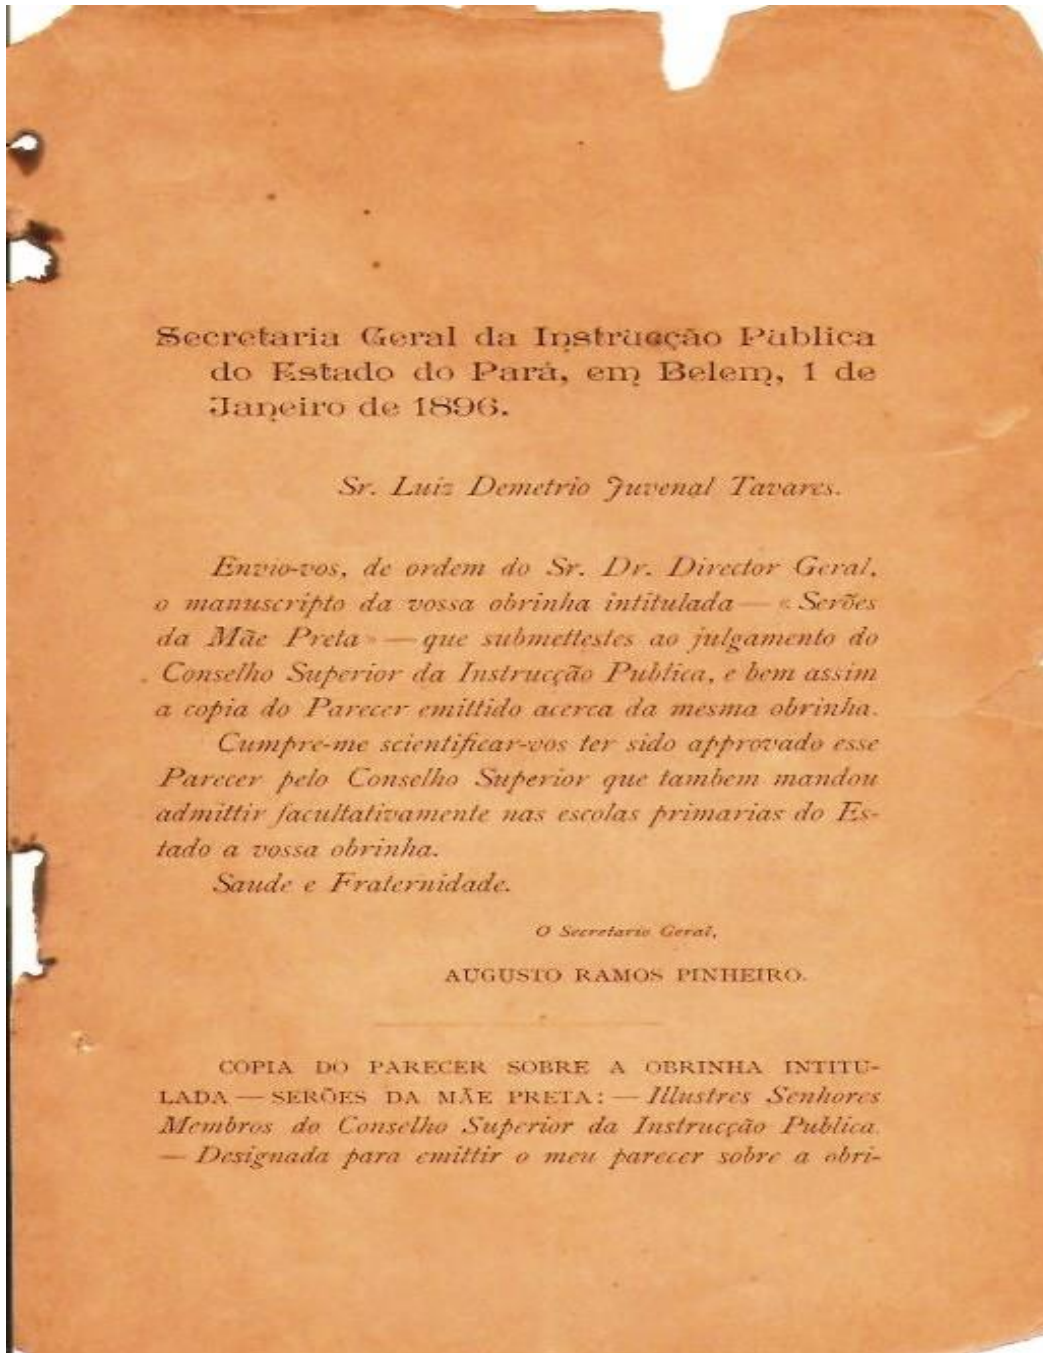 Secretaria Geral da Instrucção Publica
do Estado do Pará, em Belem, 1 de
Janeiro de 1896.
Sr. Luiz Demetrio Juvenal Tavares.
Envio-vos, de ordem do Sr. Dr. Director Geral,
o manuscripto da vossa obrinha intitulada — « Serões
da Mãe Preta » — que submettestes ao julgamento do
Conselho Superior da Instrucção Publica, e bem assim
a copia do Parecer emittido acerca da mesma obrinha.
Cumpre-me scientificar-vos ter sido approvado esse
Parecer pelo Conselho Superior que tambem mandou
admittir facultativamente nas escolas primarias do Es-
tado a vossa obrinha.
Saude e Fraternidade.
O Secretario Geral,
AUGUSTO RAMOS PINHEIRO.
COPIA DO PARECER SOBRE A OBRINHA INTITU-
LADA — SERÕES DA MÃE PRETA: — Illustres Senhores
Membros do Conselho Superior da Instrucção Publica.
— Designada para emittir o meu parecer sobre a obri-